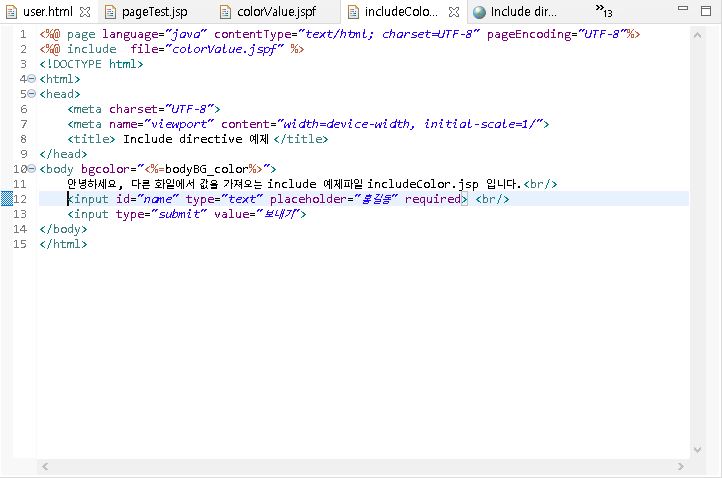 user.html pageTest.jsp colorValue.jspf includeColo... Include dir... »13
1 <%@ page language="java" contentType="text/html; charset=UTF-8" pageEncoding="UTF-8"%>
2 <%@ include  file="colorValue.jspf" %>
3 <!DOCTYPE html>
4 <html>
5 <head>
6 <meta charset="UTF-8">
7 <meta name="viewport" content="width=device-width, initial-scale=1/">
8 <title> Include directive 예제 </title>
9 </head>
10 <body bgcolor="<%=bodyBG_color%>">
11 안녕하세요, 다른 화일에서 값을 가져오는 include 예제파일 includeColor.jsp 입니다.<br/>
12 <input id="name" type="text" placeholder="홍길동" required> <br/>
13 <input type="submit" value="보내기">
14 </body>
15 </html>